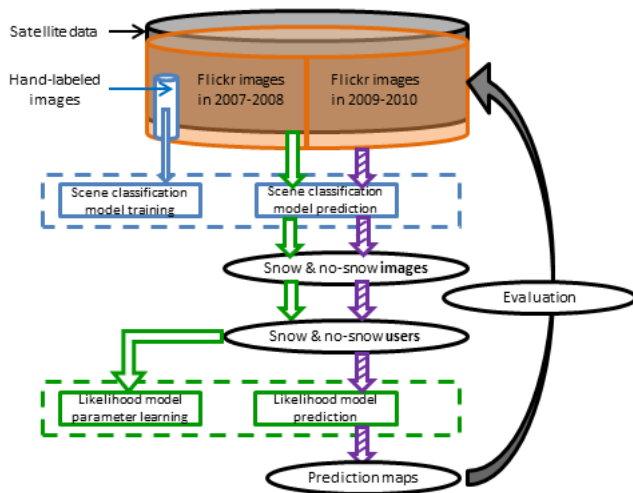 Satellite data
Hand-labeled
images
Flickr images
in 2007-2008
Flickr images
in 2009-2010
Scene classification
model training
Scene classification
model prediction
Snow & no-snow images
Evaluation
Snow & no-snow users
Likelihood model
parameter learning
Likelihood model
prediction
Prediction maps